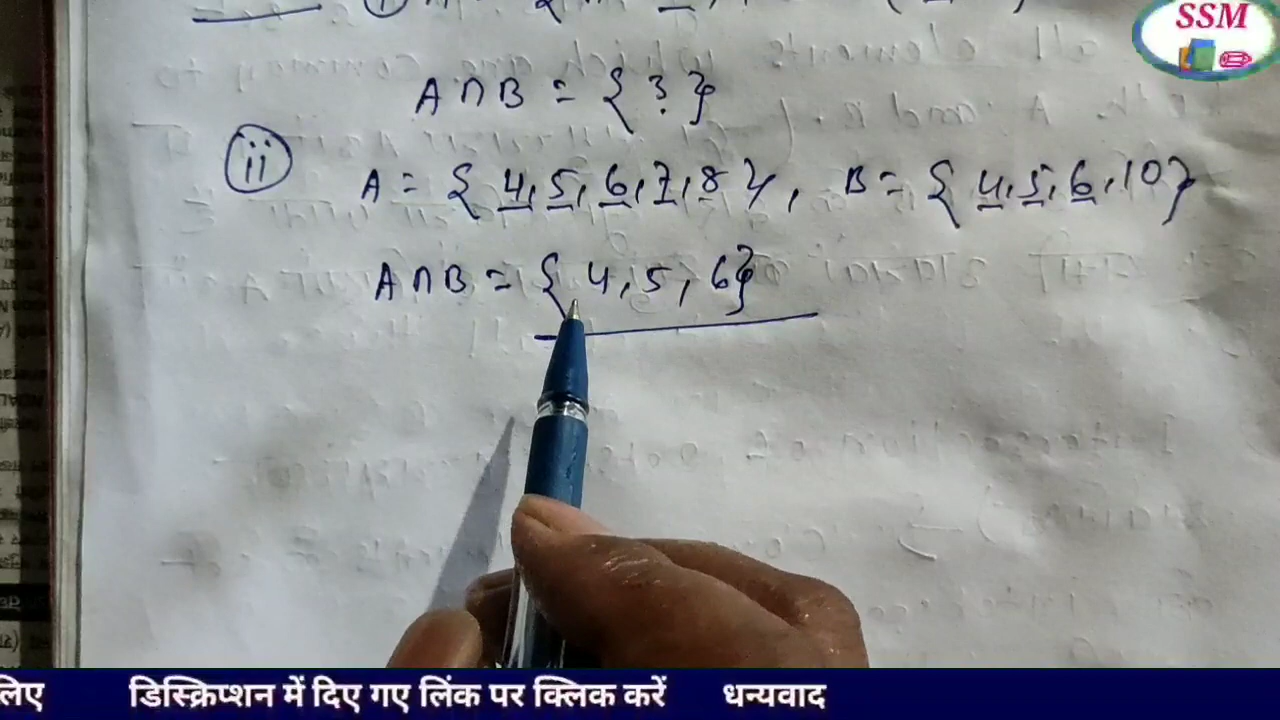 SSM
A∩B = { ? }
ii A = { 4, 5, 6, 7, 8 }, B = { 4, 5, 6, 10 }
A∩B = { 4, 5, 6 }
लिए डिस्क्रिप्शन में दिए गए लिंक पर क्लिक करें धन्यवाद